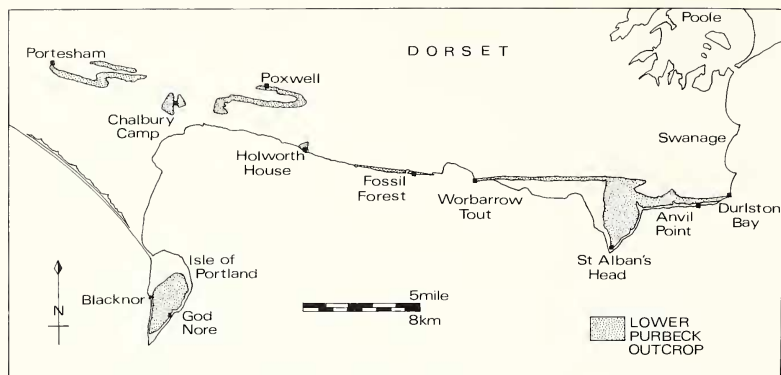 Poole
Portesham
DORSET
Poxwell
Chalbury
Camp
Swanage
Holworth
House
Fossil
Forest
Worbarrow
Tout
Anvil
Point
Durlston
Bay
Isle of
Portland
St Alban's
Head
Blacknor
God
Nore
N
5mile
8km
LOWER
PURBECK
OUTCROP